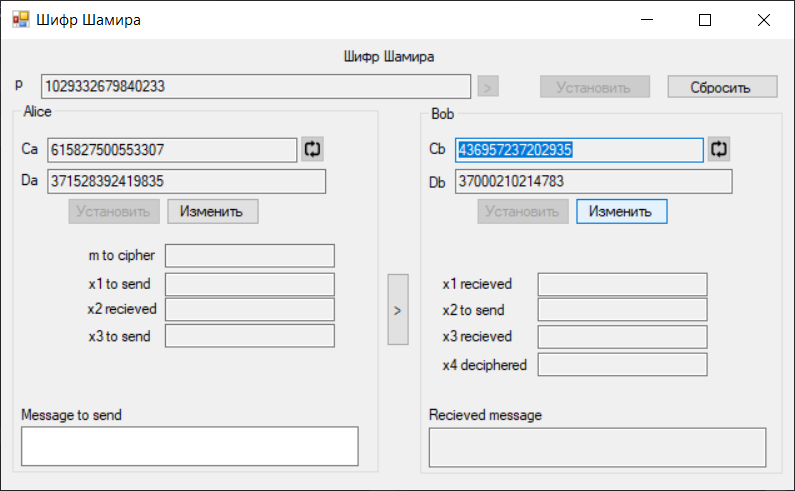 Шифр Шамира
Шифр Шамира
p 1029332679840233 > Установить Сбросить
Alice
Ca 615827500553307
Da 371528392419835
Установить Изменить
m to cipher
x1 to send
x2 recieved
x3 to send
Message to send
>
Bob
Cb 436957237202935
Db 37000210214783
Установить Изменить
x1 recieved
x2 to send
x3 recieved
x4 deciphered
Recieved message